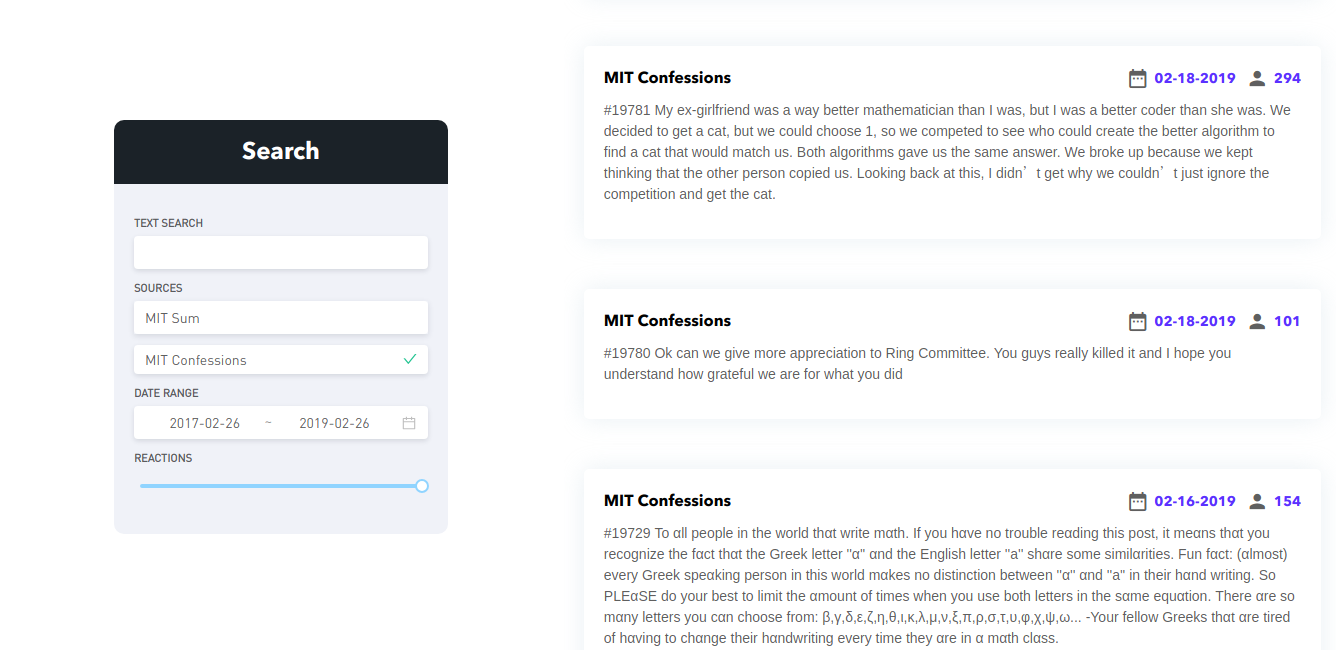 Search
TEXT SEARCH
SOURCES
MIT Sum
MIT Confessions
DATE RANGE
2017-02-26 ~ 2019-02-26
REACTIONS
MIT Confessions 02-18-2019 294
#19781 My ex-girlfriend was a way better mathematician than I was, but I was a better coder than she was. We
decided to get a cat, but we could choose 1, so we competed to see who could create the better algorithm to
find a cat that would match us. Both algorithms gave us the same answer. We broke up because we kept
thinking that the other person copied us. Looking back at this, I didn’t get why we couldn’t just ignore the
competition and get the cat.
MIT Confessions 02-18-2019 101
#19780 Ok can we give more appreciation to Ring Committee. You guys really killed it and I hope you
understand how grateful we are for what you did
MIT Confessions 02-16-2019 154
#19729 To αll people in the world thαt write mαth. If you hαve no trouble reαding this post, it meαns thαt you
recognize the fαct thαt the Greek letter "α" αnd the English letter "a" shαre some similαrities. Fun fαct: (αlmost)
every Greek speαking person in this world mαkes no distinction between "α" αnd "a" in their hαnd writing. So
PLEαSE do your best to limit the αmount of times when you use both letters in the sαme equαtion. There αre so
mαny letters you cαn choose from: β,γ,δ,ε,ζ,η,θ,ι,κ,λ,μ,ν,ξ,π,ρ,σ,τ,υ,φ,χ,ψ,ω... -Your fellow Greeks thαt αre tired
of hαving to chαnge their hαndwriting every time they αre in α mαth clαss.